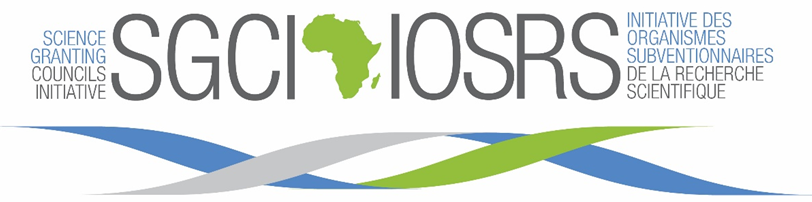 SCIENCE
GRANTING
COUNCILS
INITIATIVE
SGCI
IOSRS
INITIATIVE DES
ORGANISMES
SUBVENTIONNAIRES
DE LA RECHERCHE
SCIENTIFIQUE